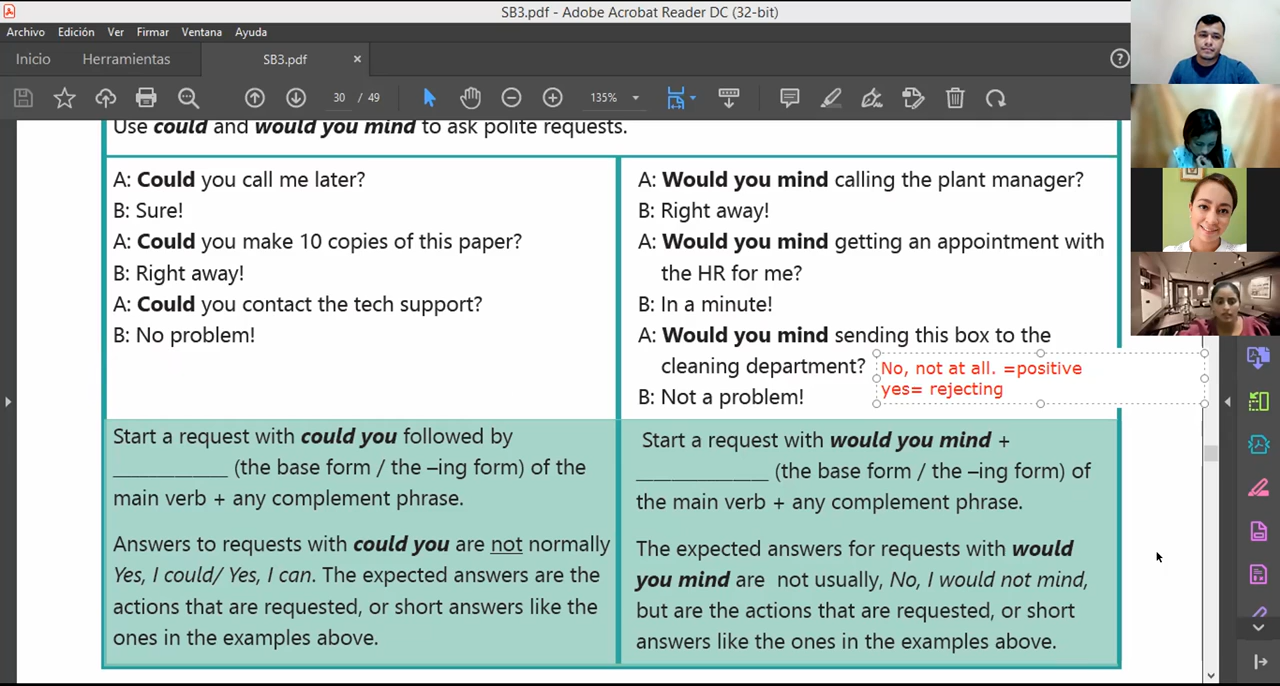 SB3.pdf - Adobe Acrobat Reader DC (32-bit)
Archivo Edición Ver Firmar Ventana Ayuda
Inicio Herramientas SB3.pdf ×
30 / 49 135%
Use could and would you mind to ask polite requests.
A: Could you call me later?
B: Sure!
A: Could you make 10 copies of this paper?
B: Right away!
A: Could you contact the tech support?
B: No problem!
A: Would you mind calling the plant manager?
B: Right away!
A: Would you mind getting an appointment with
the HR for me?
B: In a minute!
A: Would you mind sending this box to the
cleaning department?
B: Not a problem!
No, not at all. =positive
yes= rejecting
Start a request with could you followed by
____________ (the base form / the –ing form) of the
main verb + any complement phrase.
Answers to requests with could you are not normally
Yes, I could/ Yes, I can. The expected answers are the
actions that are requested, or short answers like the
ones in the examples above.
Start a request with would you mind +
______________ (the base form / the –ing form) of
the main verb + any complement phrase.
The expected answers for requests with would
you mind are not usually, No, I would not mind,
but are the actions that are requested, or short
answers like the ones in the examples above.